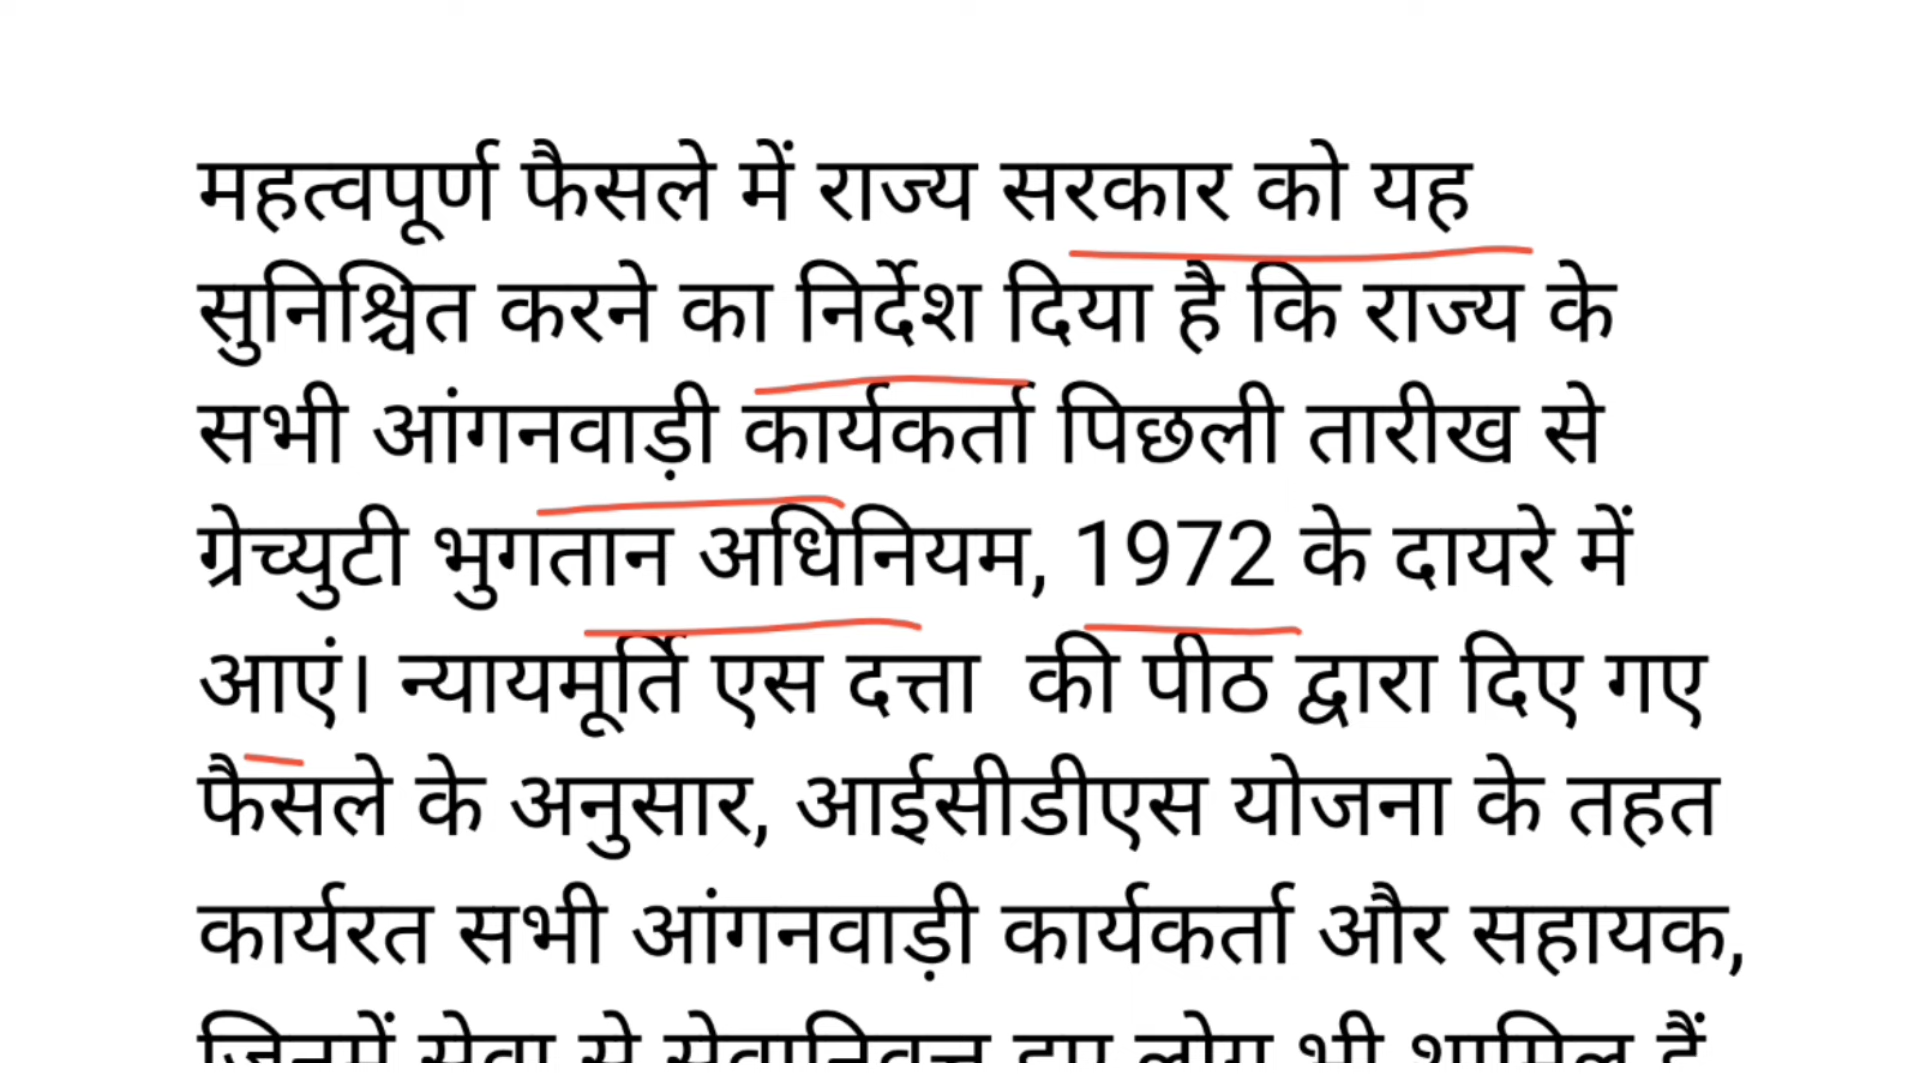 महत्वपूर्ण फैसले में राज्य सरकार को यह
सुनिश्चित करने का निर्देश दिया है कि राज्य के
सभी आंगनवाड़ी कार्यकर्ता पिछली तारीख से
ग्रेच्युटी भुगतान अधिनियम, 1972 के दायरे में
आएं। न्यायमूर्ति एस दत्ता  की पीठ द्वारा दिए गए
फैसले के अनुसार, आईसीडीएस योजना के तहत
कार्यरत सभी आंगनवाड़ी कार्यकर्ता और सहायक,
जिनमें सेवा से सेवानिवृत्त हुए लोग भी शामिल हैं